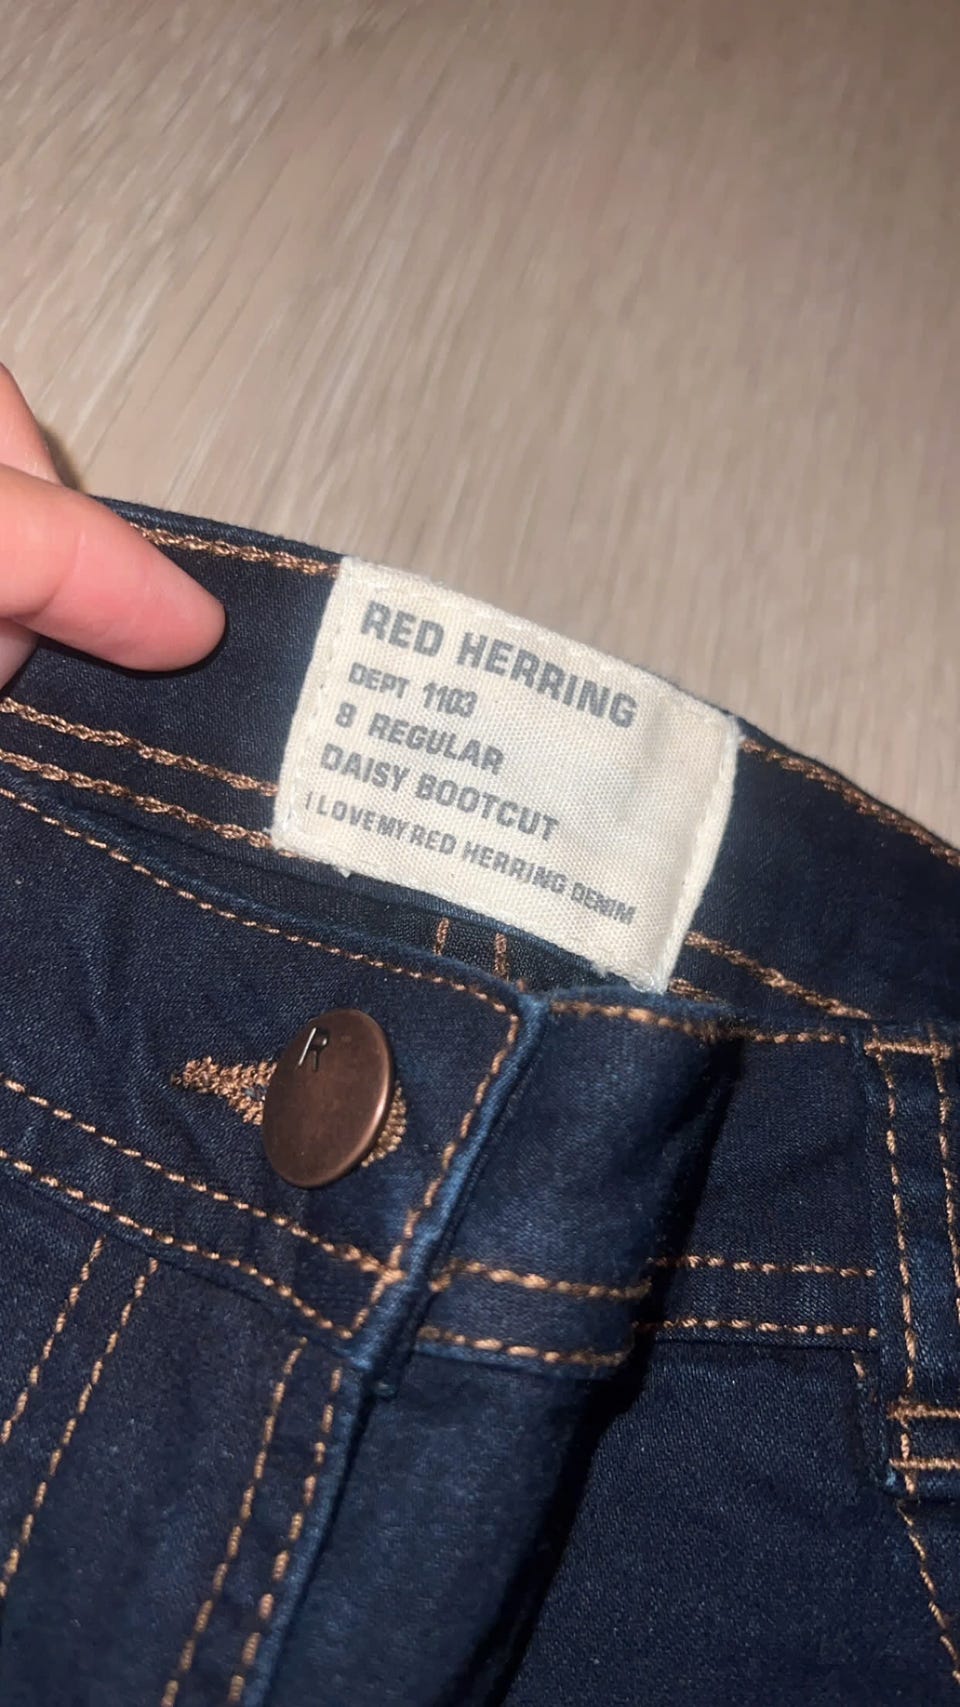 RED HERRING
DEPT 1103
8 REGULAR
DAISY BOOTCUT
I LOVE MY RED HERRING DENIM
R